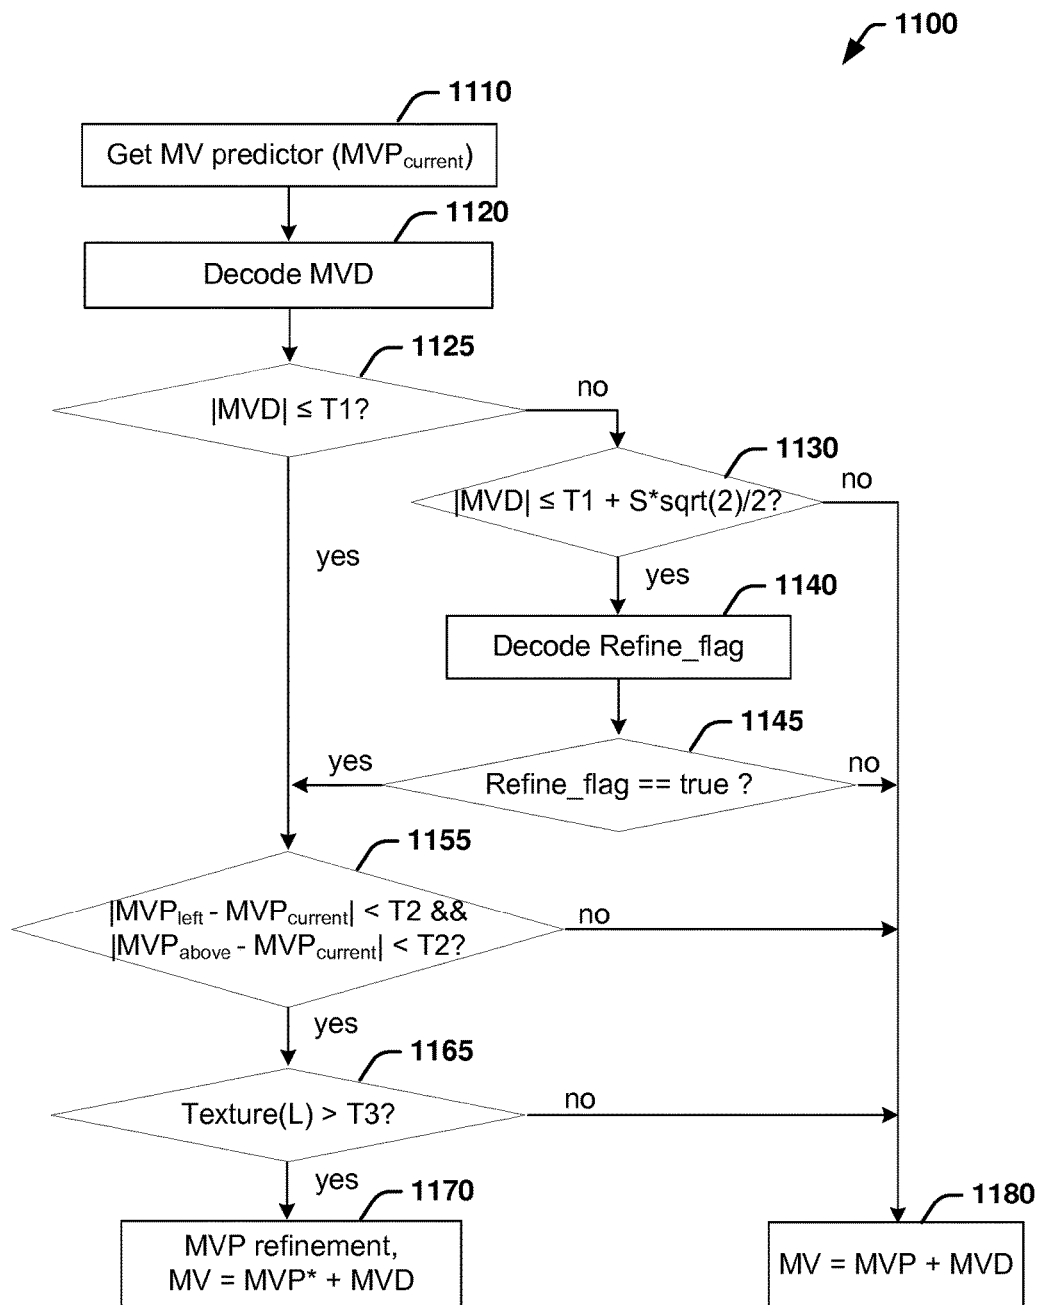 1100
1110
Get MV predictor (MVPcurrent)
1120
Decode MVD
1125
|MVD| ≤ T1?
no
1130
|MVD| ≤ T1 + S*sqrt(2)/2?
no
yes
yes
1140
Decode Refine_flag
1145
yes
Refine_flag == true ?
no
1155
|MVPleft - MVPcurrent| < T2 &&
|MVPabove - MVPcurrent| < T2?
no
yes
1165
Texture(L) > T3?
no
yes
1170
MVP refinement,
MV = MVP* + MVD
1180
MV = MVP + MVD